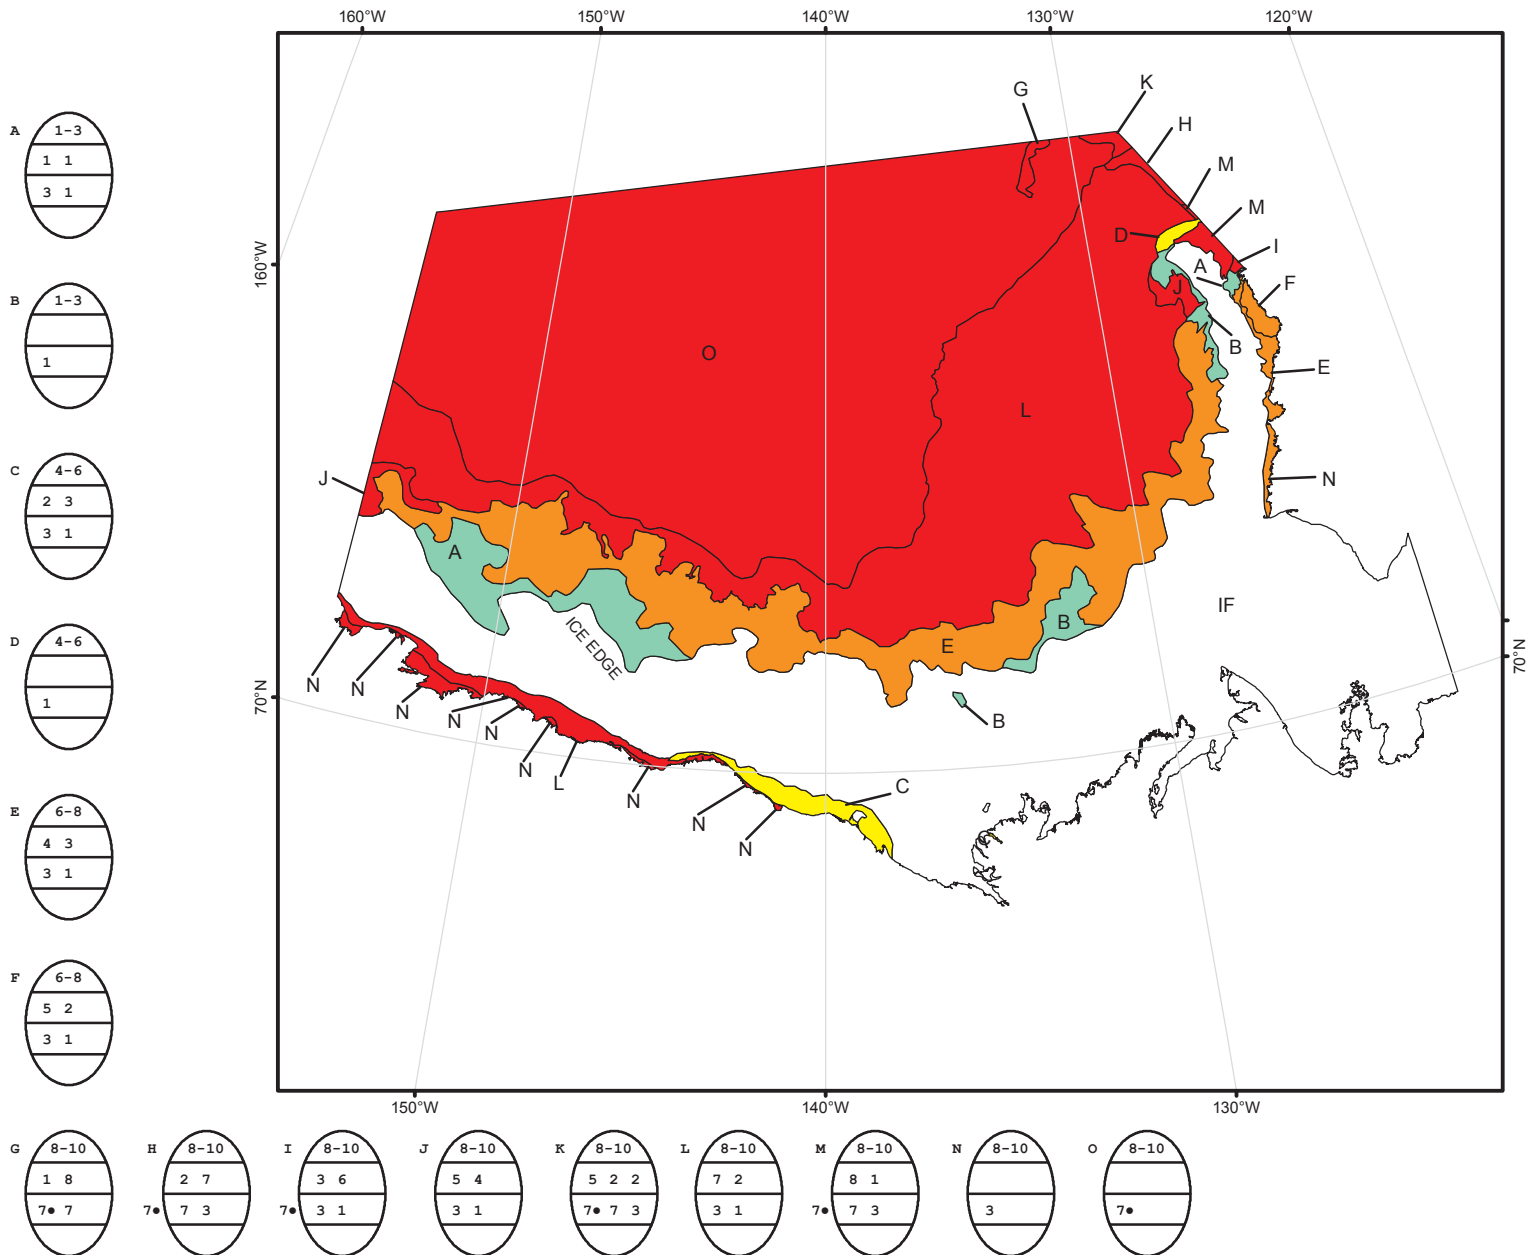 160°W 150°W 140°W 130°W 120°W
K
G
H
A 1-3
1 1
3 1
M
M
D
I
160°W
A
F
J
B 1-3
1
B
O
E
L
C 4-6
2 3
3 1
J
N
A
IF
D 4-6
1
B
ICE EDGE
E
70°N
N
N
70°N
N
N
B
N
N
L
C
N
N
N
E 6-8
4 3
3 1
F 6-8
5 2
3 1
150°W 140°W 130°W
G 8-10 H 8-10 I 8-10 J 8-10 K 8-10 L 8-10 M 8-10 N 8-10 O 8-10
1 8 2 7 3 6 5 4 5 2 2 7 2 8 1
7● 7 7● 7 3 7● 3 1 3 1 7● 7 3 3 1 7● 7 3 3 7●